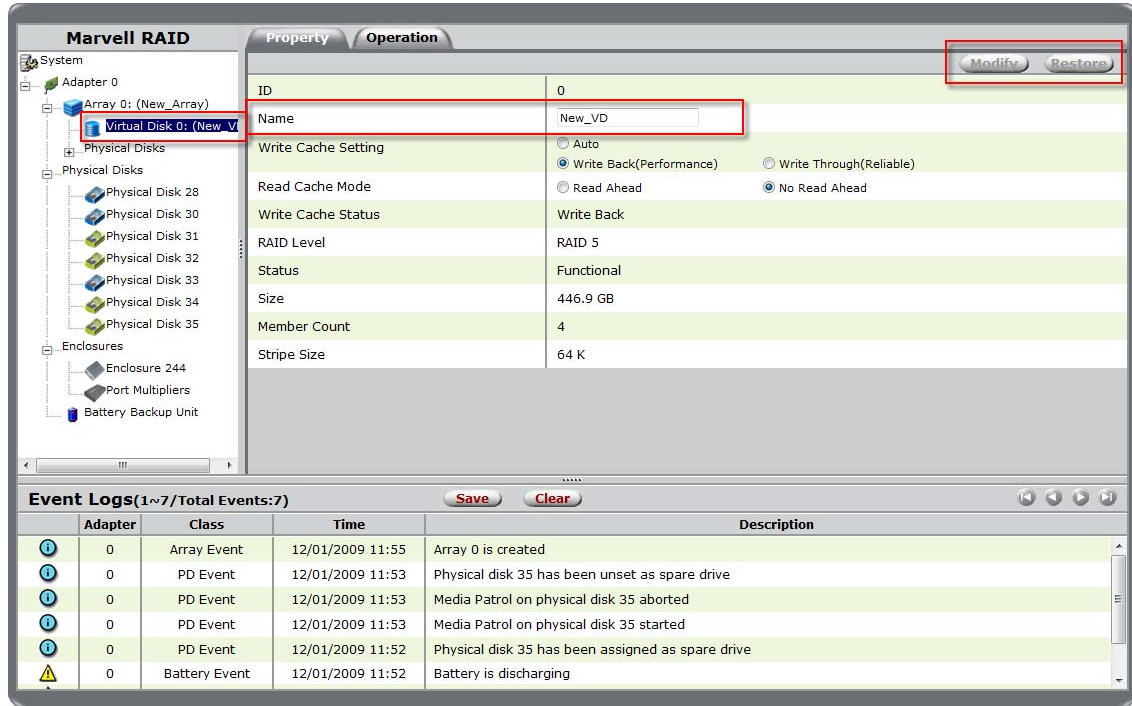 Marvell RAID
System
Adapter 0
Array 0: (New_Array)
Virtual Disk 0: (New_V
Physical Disks
Physical Disks
Physical Disk 28
Physical Disk 30
Physical Disk 31
Physical Disk 32
Physical Disk 33
Physical Disk 34
Physical Disk 35
Enclosures
Enclosure 244
Port Multipliers
Battery Backup Unit
Property Operation
Modify Restore
ID 0
Name New_VD
Write Cache Setting Auto
Write Back(Performance) Write Through(Reliable)
Read Cache Mode Read Ahead No Read Ahead
Write Cache Status Write Back
RAID Level RAID 5
Status Functional
Size 446.9 GB
Member Count 4
Stripe Size 64 K
Event Logs(1~7/Total Events:7) Save Clear
Adapter Class Time Description
0 Array Event 12/01/2009 11:55 Array 0 is created
0 PD Event 12/01/2009 11:53 Physical disk 35 has been unset as spare drive
0 PD Event 12/01/2009 11:53 Media Patrol on physical disk 35 aborted
0 PD Event 12/01/2009 11:53 Media Patrol on physical disk 35 started
0 PD Event 12/01/2009 11:52 Physical disk 35 has been assigned as spare drive
0 Battery Event 12/01/2009 11:52 Battery is discharging